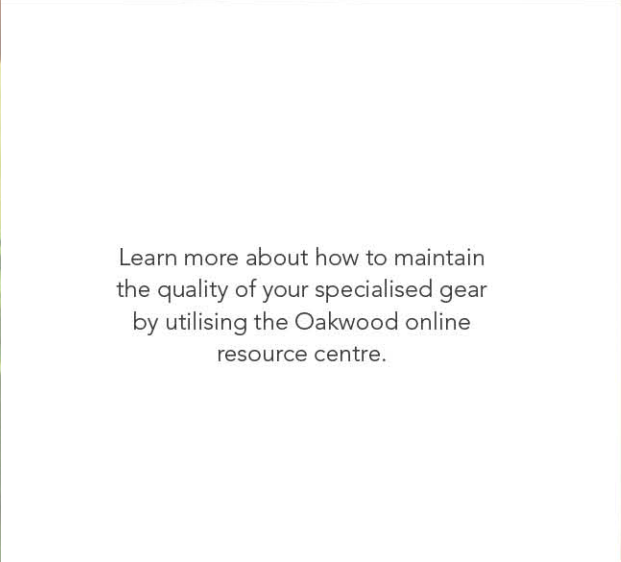 Learn more about how to maintain
the quality of your specialised gear
by utilising the Oakwood online
resource centre.